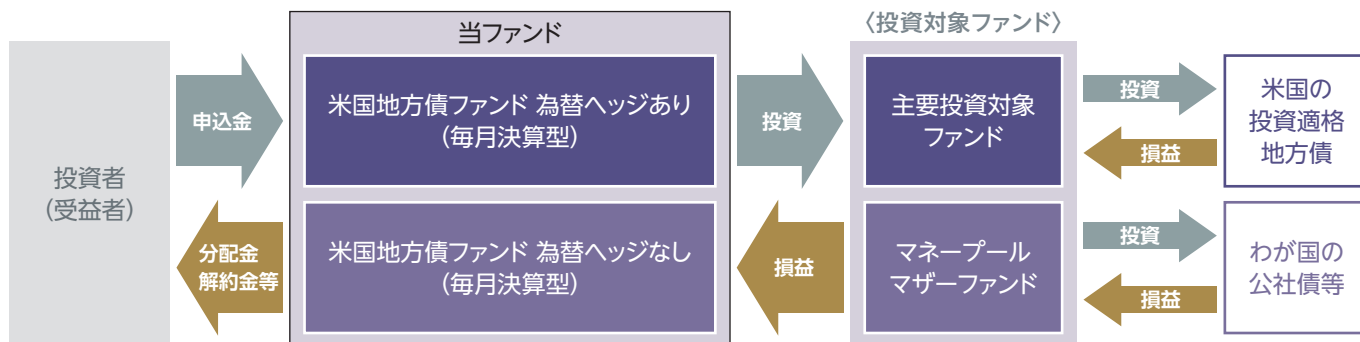 投資者
（受益者）
申込金
分配金
解約金等
当ファンド
米国地方債ファンド 為替ヘッジあり
（毎月決算型）
米国地方債ファンド 為替ヘッジなし
（毎月決算型）
投資
損益
〈投資対象ファンド〉
主要投資対象
ファンド
マネープール
マザーファンド
投資
損益
投資
損益
米国の
投資適格
地方債
わが国の
公社債等